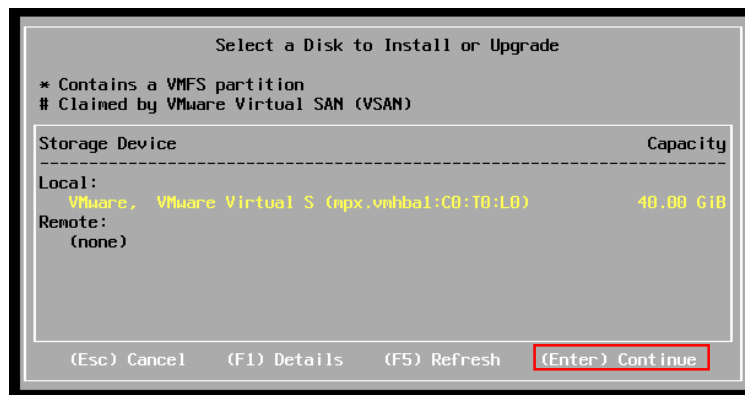 Select a Disk to Install or Upgrade
* Contains a VMFS partition
# Claimed by VMware Virtual SAN (VSAN)
Storage Device Capacity
Local:
VMware, VMware Virtual S (mpx.vmhba1:C0:T0:L0) 40.00 GiB
Remote:
(none)
(Esc) Cancel (F1) Details (F5) Refresh (Enter) Continue